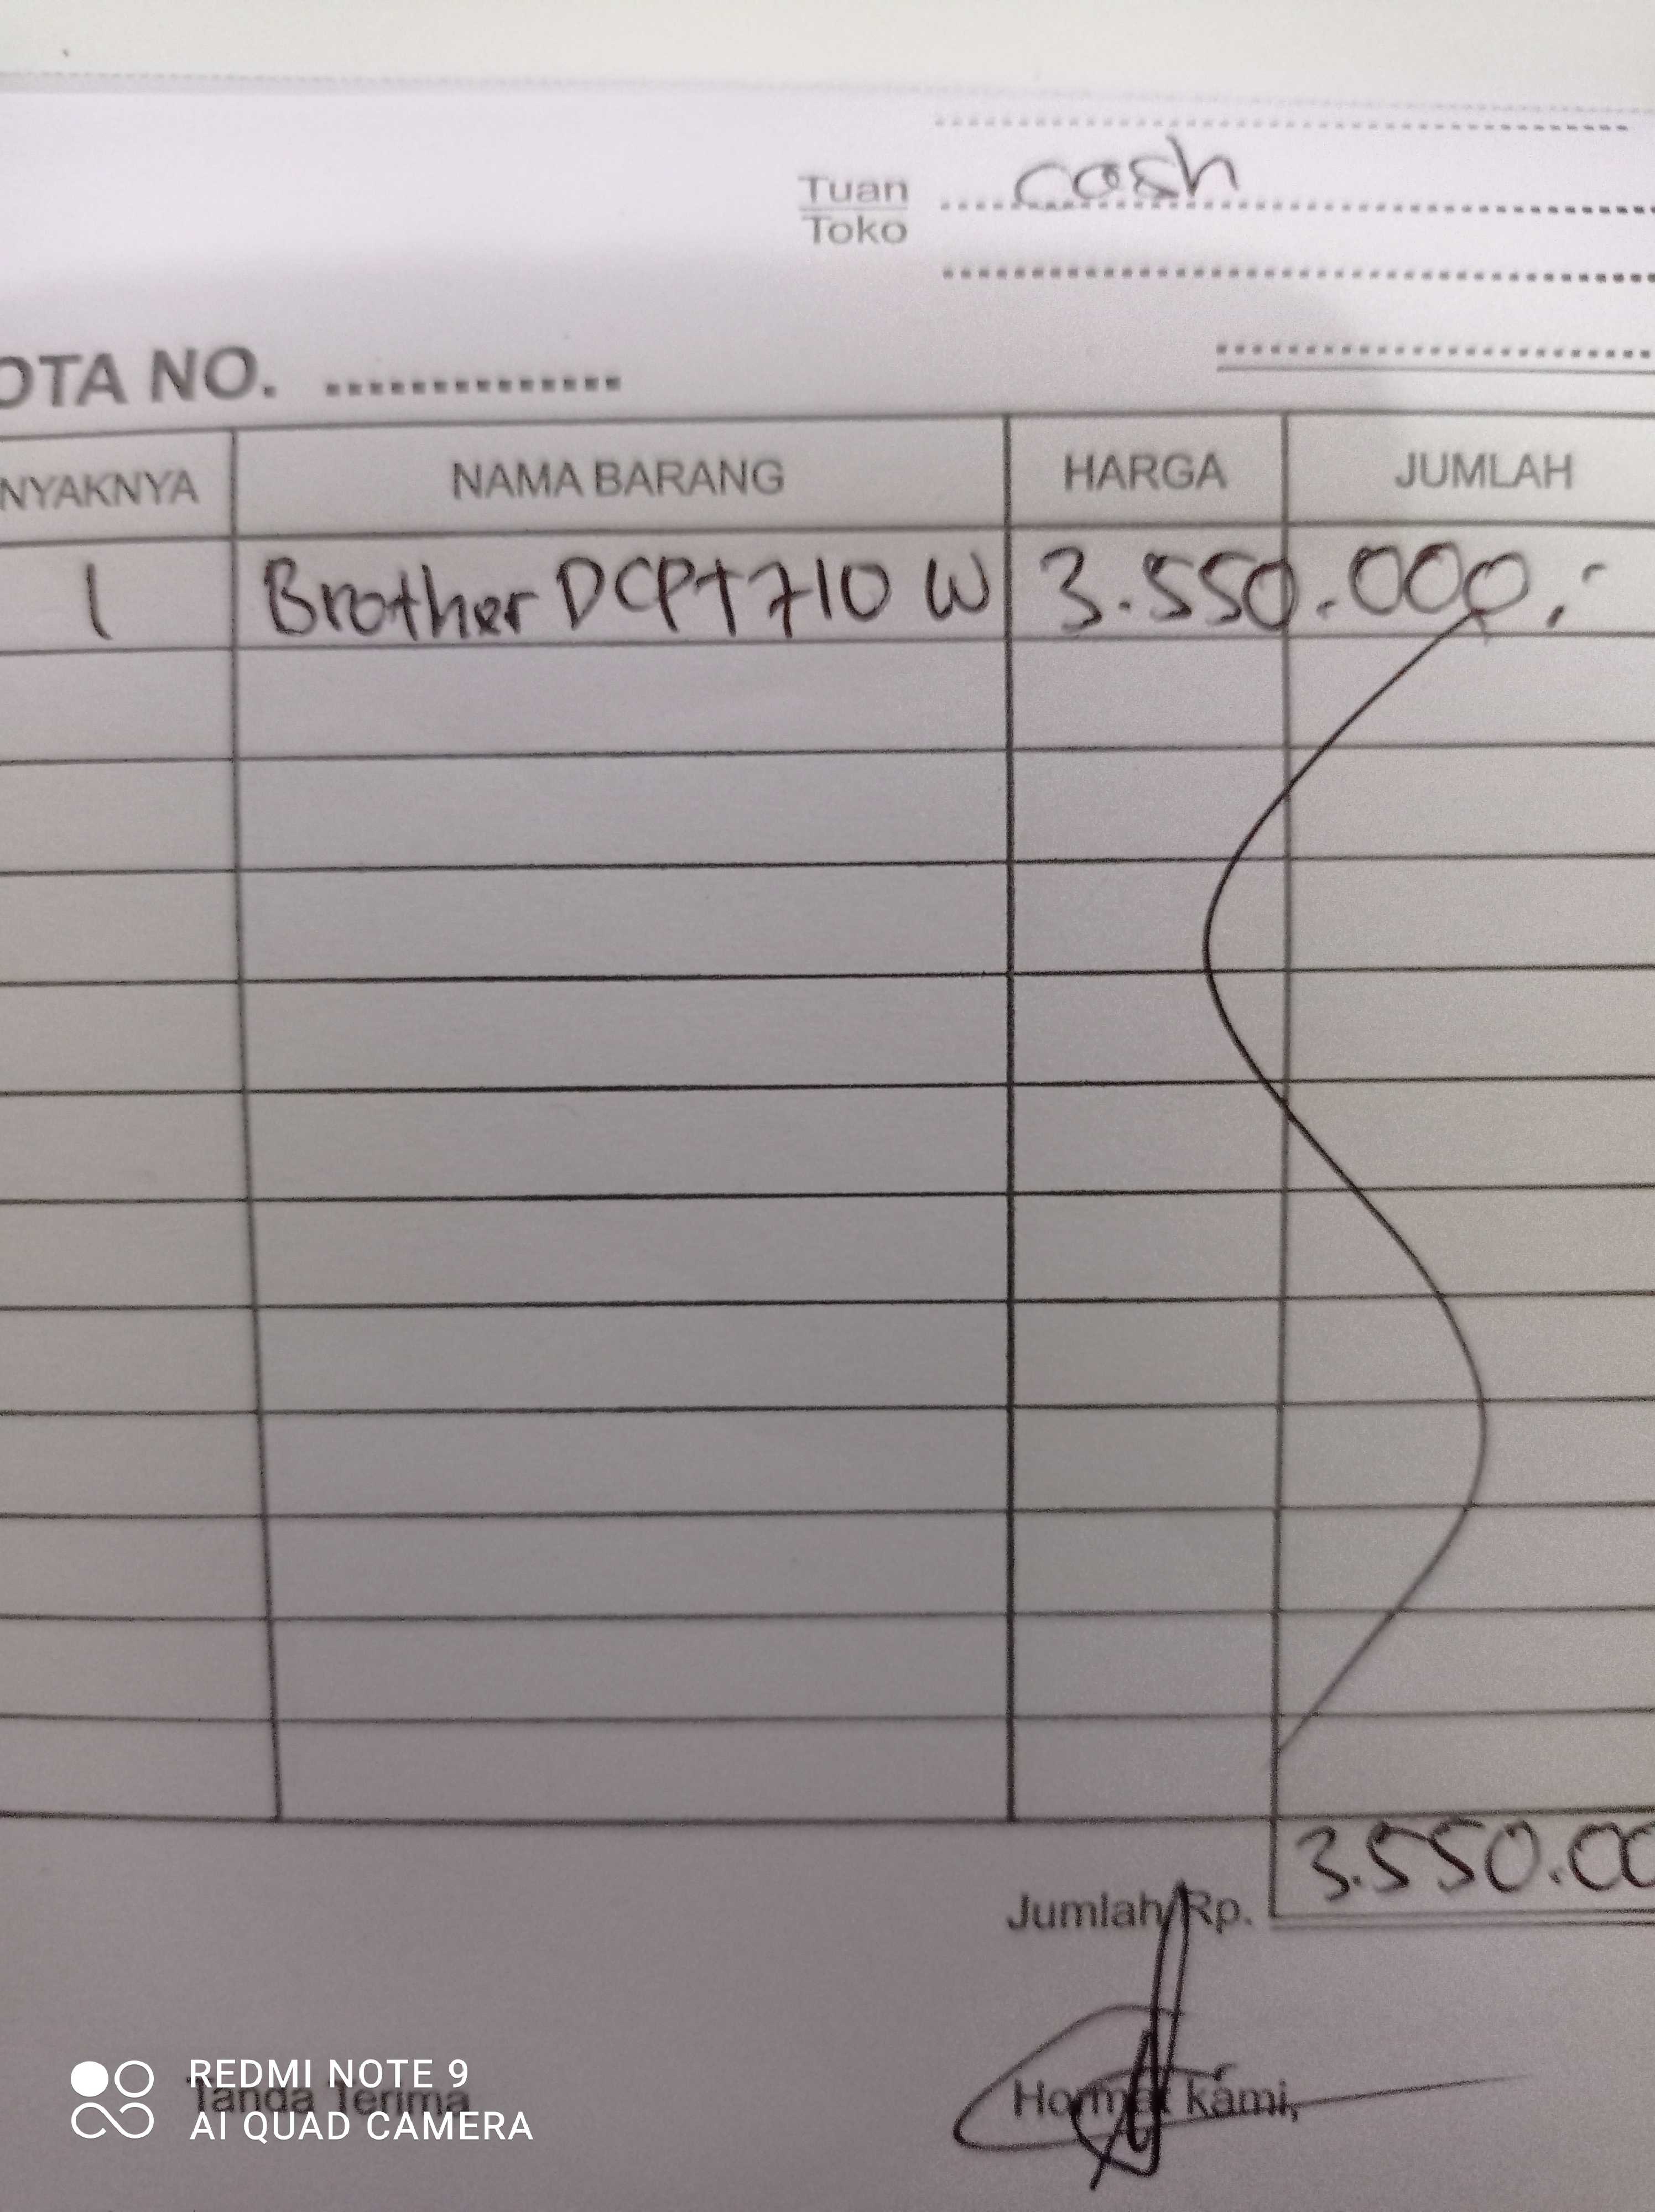 Tuan cash
Toko
OTA NO. ..............
NYAKNYA NAMA BARANG HARGA JUMLAH
1 Brother DCPT710 W 3.550.000,-
Jumlah Rp. 3.550.00
Tanda Terima Hormat kami,
REDMI NOTE 9
AI QUAD CAMERA